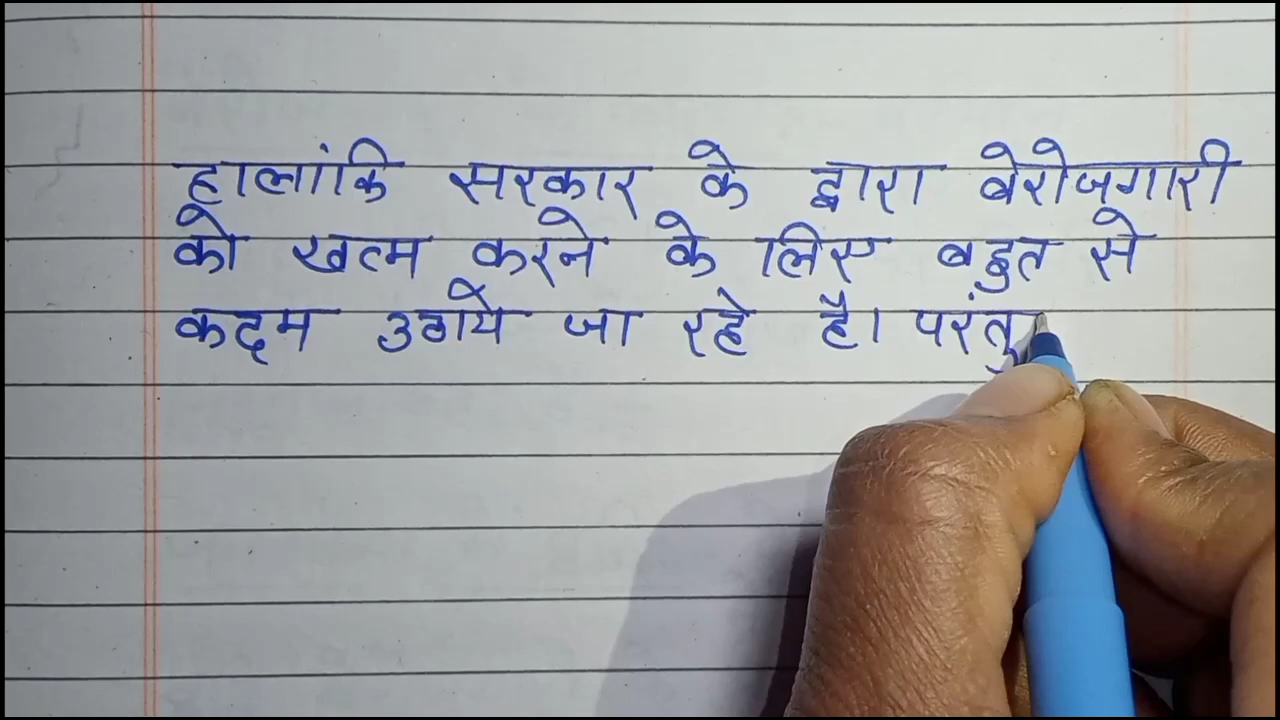 हालांकि सरकार के द्वारा बेरोजगारी
को खत्म करने के लिए बहुत से
कदम उठाये जा रहे है। परंतु